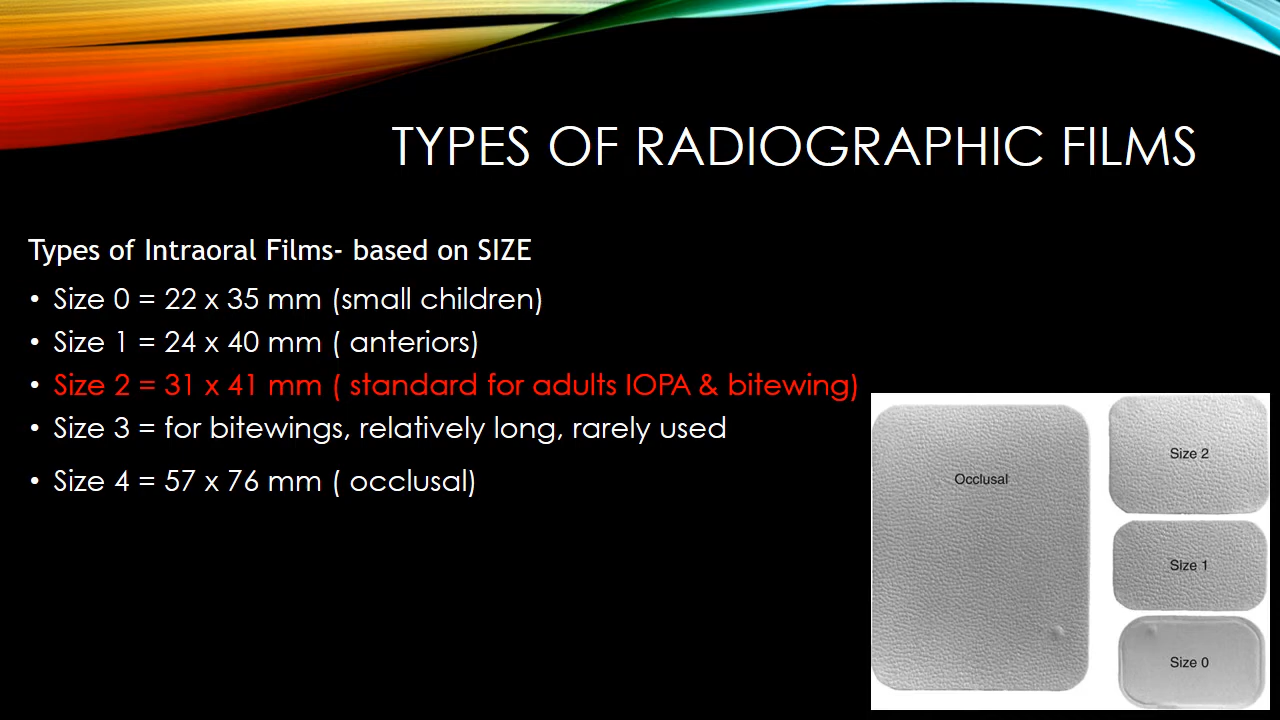 TYPES OF RADIOGRAPHIC FILMS
Types of Intraoral Films- based on SIZE
• Size 0 = 22 x 35 mm (small children)
• Size 1 = 24 x 40 mm ( anteriors)
• Size 2 = 31 x 41 mm ( standard for adults IOPA & bitewing)
• Size 3 = for bitewings, relatively long, rarely used
• Size 4 = 57 x 76 mm ( occlusal)
Occlusal
Size 2
Size 1
Size 0